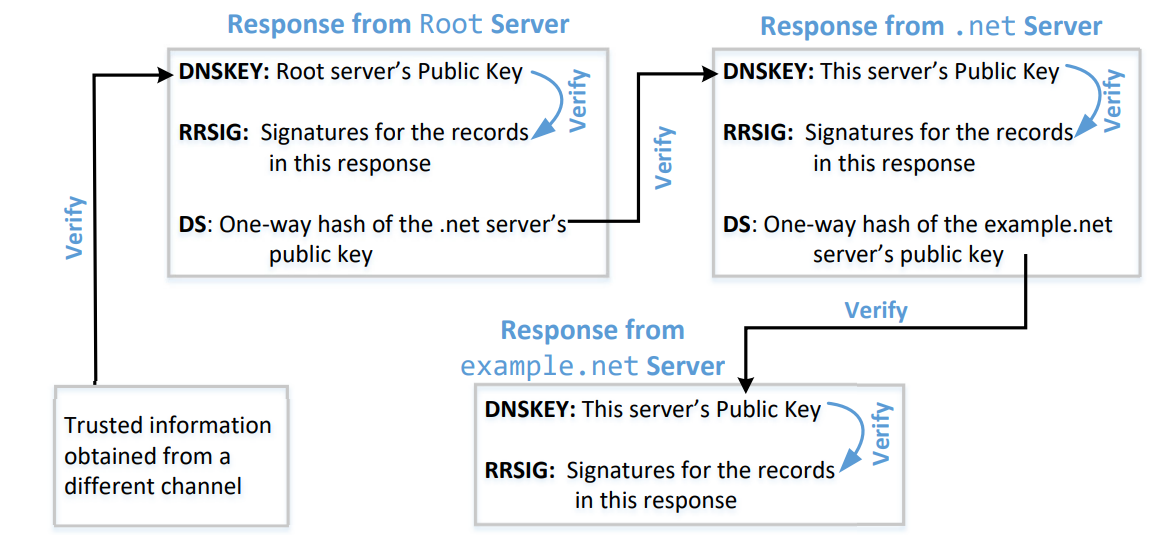 Response from Root Server
DNSKEY: Root server's Public Key
Verify
RRSIG: Signatures for the records
in this response
DS: One-way hash of the .net server's
public key
Verify
Verify
Response from .net Server
DNSKEY: This server's Public Key
Verify
RRSIG: Signatures for the records
in this response
DS: One-way hash of the example.net
server's public key
Verify
Response from
example.net Server
DNSKEY: This server's Public Key
Verify
RRSIG: Signatures for the records
in this response
Trusted information
obtained from a
different channel